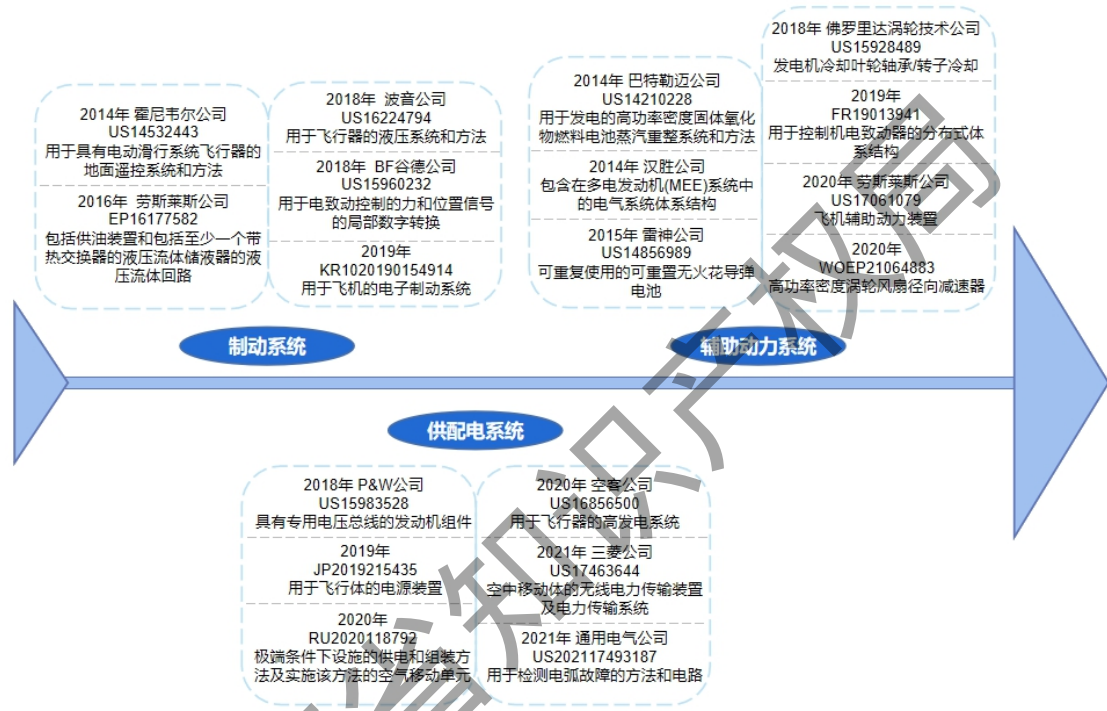 2014年 霍尼韦尔公司
US14532443
用于具有电动滑行系统飞行器的
地面遥控系统和方法
2016年 劳斯莱斯公司
EP16177582
包括供油装置和包括至少一个带
热交换器的液压流体储液器的液
压流体回路
2018年 波音公司
US16224794
用于飞行器的液压系统和方法
2018年 BF谷德公司
US15960232
用于电致动控制的力和位置信号
的局部数字转换
2019年
KR1020190154914
用于飞机的电子制动系统
2014年 巴特勒迈公司
US14210228
用于发电的高功率密度固体氧化
物燃料电池蒸汽重整系统和方法
2014年 汉胜公司
包含在多电发动机(MEE)系统中
的电气系统体系结构
2015年 雷神公司
US14856989
可重复使用的可重置无火花导弹
电池
2018年 佛罗里达涡轮技术公司
US15928489
发电机冷却叶轮轴承/转子冷却
2019年
FR19013941
用于控制机电致动器的分布式体
系结构
2020年 劳斯莱斯公司
US17061079
飞机辅助动力装置
2020年
WOEP21064883
高功率密度涡轮风扇径向减速器
制动系统
辅助动力系统
供配电系统
2018年 P&W公司
US15983528
具有专用电压总线的发动机组件
2019年
JP2019215435
用于飞行体的电源装置
2020年
RU2020118792
极端条件下设施的供电和组装方
法及实施该方法的空气移动单元
2020年 空客公司
US16856500
用于飞行器的高发电系统
2021年 三菱公司
US17463644
空中移动体的无线电力传输装置
及电力传输系统
2021年 通用电气公司
US202117493187
用于检测电弧故障的方法和电路
省知识产权局